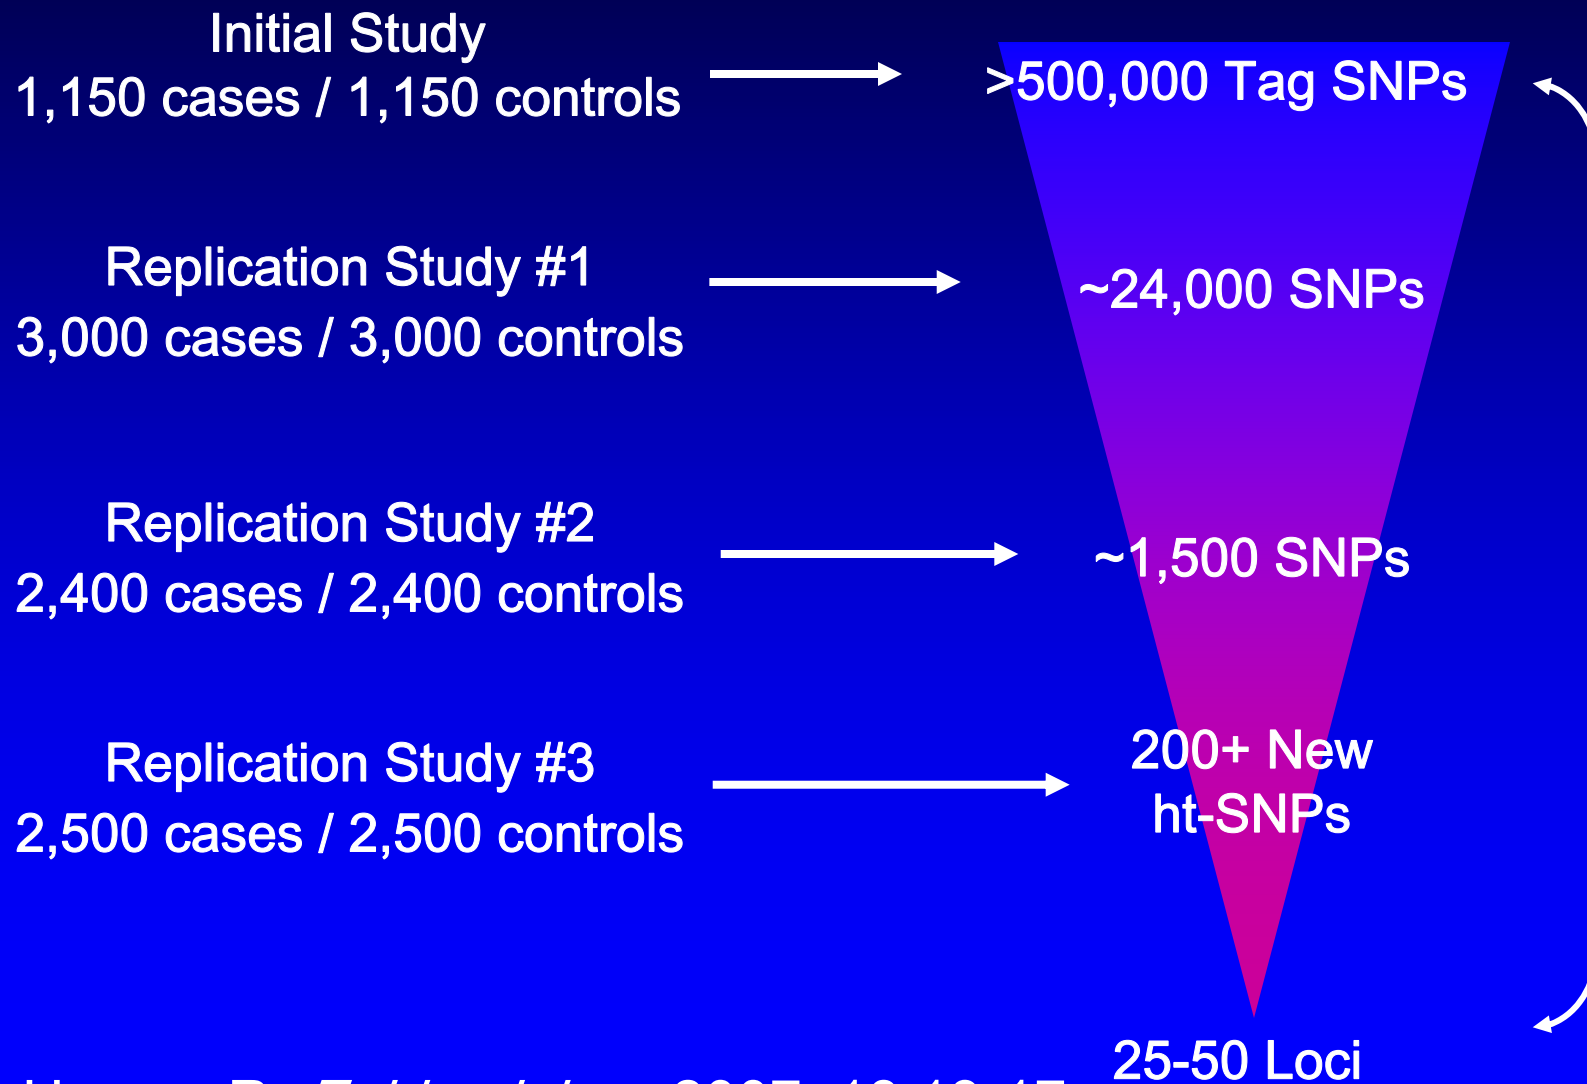 Initial Study
1,150 cases / 1,150 controls
>500,000 Tag SNPs
Replication Study #1
3,000 cases / 3,000 controls
~24,000 SNPs
Replication Study #2
2,400 cases / 2,400 controls
~1,500 SNPs
Replication Study #3
2,500 cases / 2,500 controls
200+ New
ht-SNPs
25-50 Loci